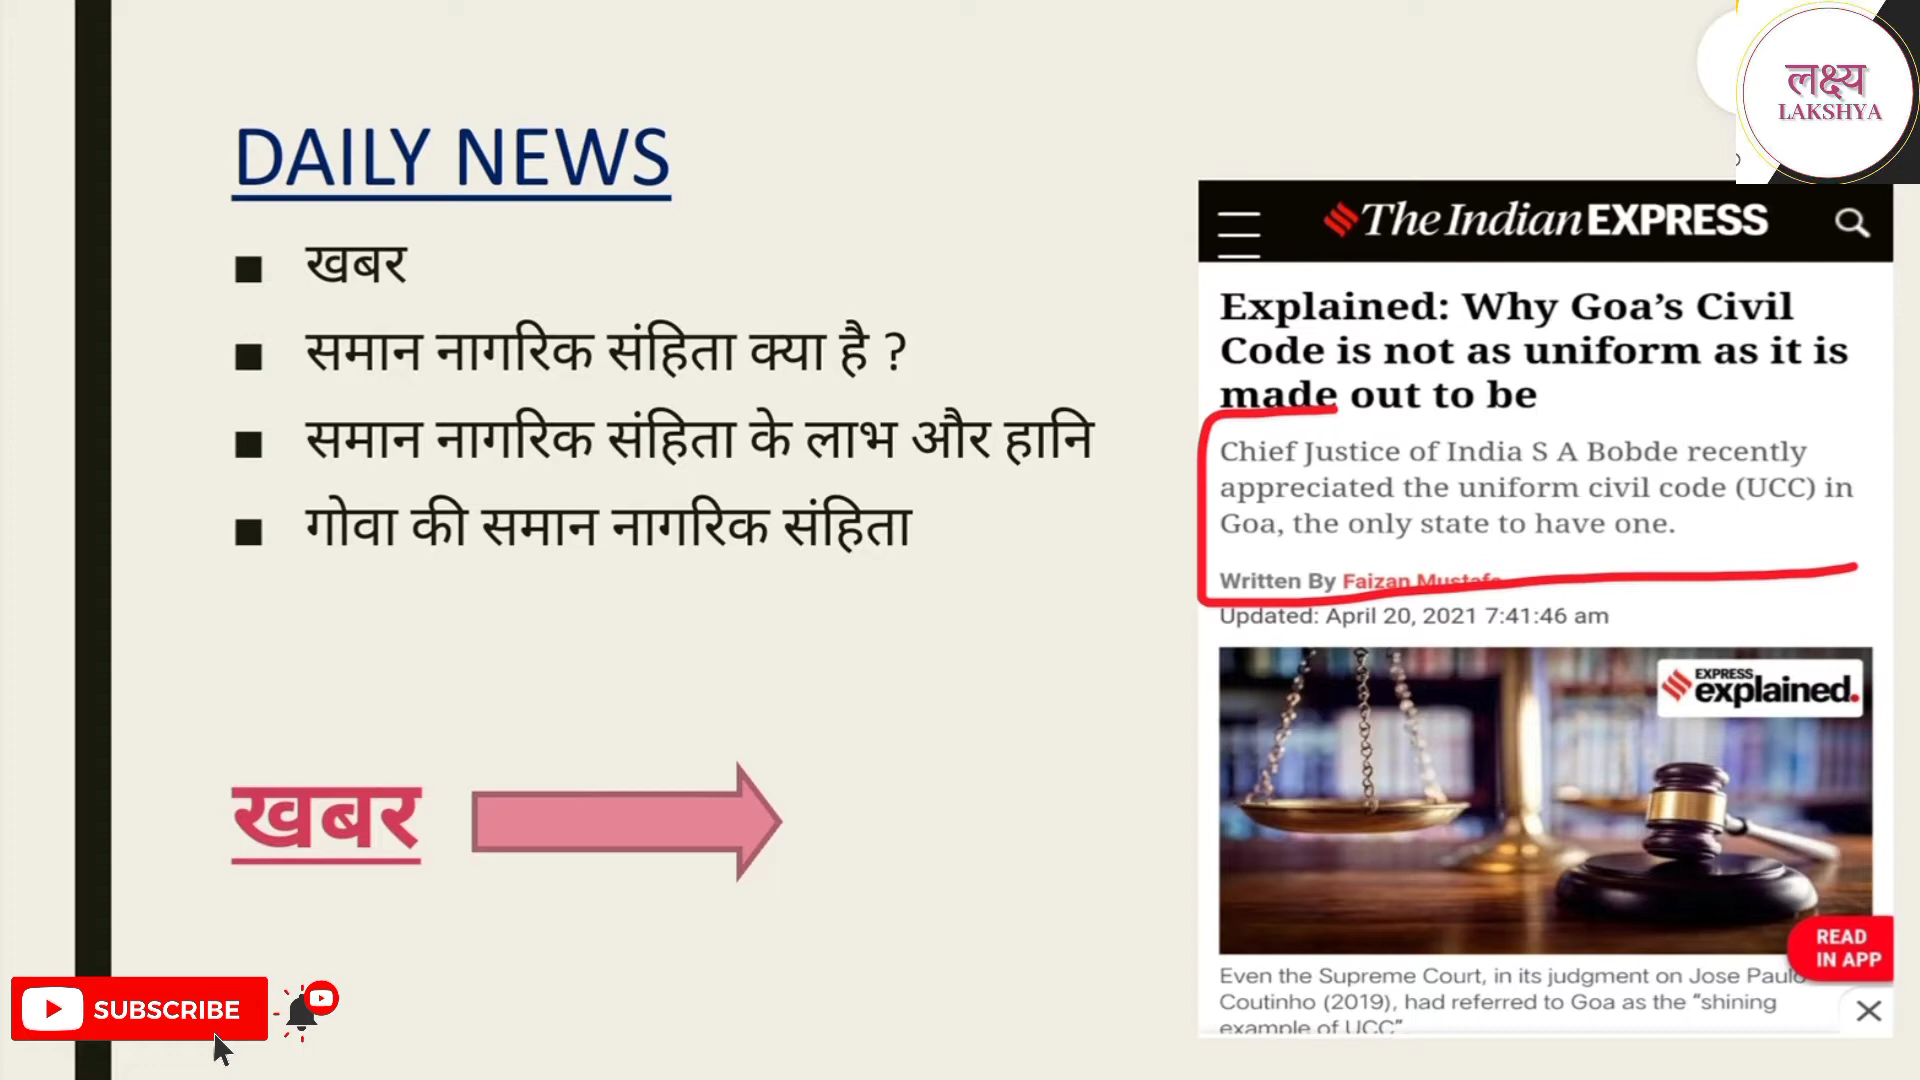 लक्ष्य
LAKSHYA
DAILY NEWS
खबर
समान नागरिक संहिता क्या है ?
समान नागरिक संहिता के लाभ और हानि
गोवा की समान नागरिक संहिता
खबर
SUBSCRIBE
The Indian EXPRESS
Explained: Why Goa’s Civil
Code is not as uniform as it is
made out to be
Chief Justice of India S A Bobde recently
appreciated the uniform civil code (UCC) in
Goa, the only state to have one.
Written By Faizan Mustafa
Updated: April 20, 2021 7:41:46 am
EXPRESS
explained.
READ
IN APP
Even the Supreme Court, in its judgment on Jose Paulo
Coutinho (2019), had referred to Goa as the “shining
example of UCC”